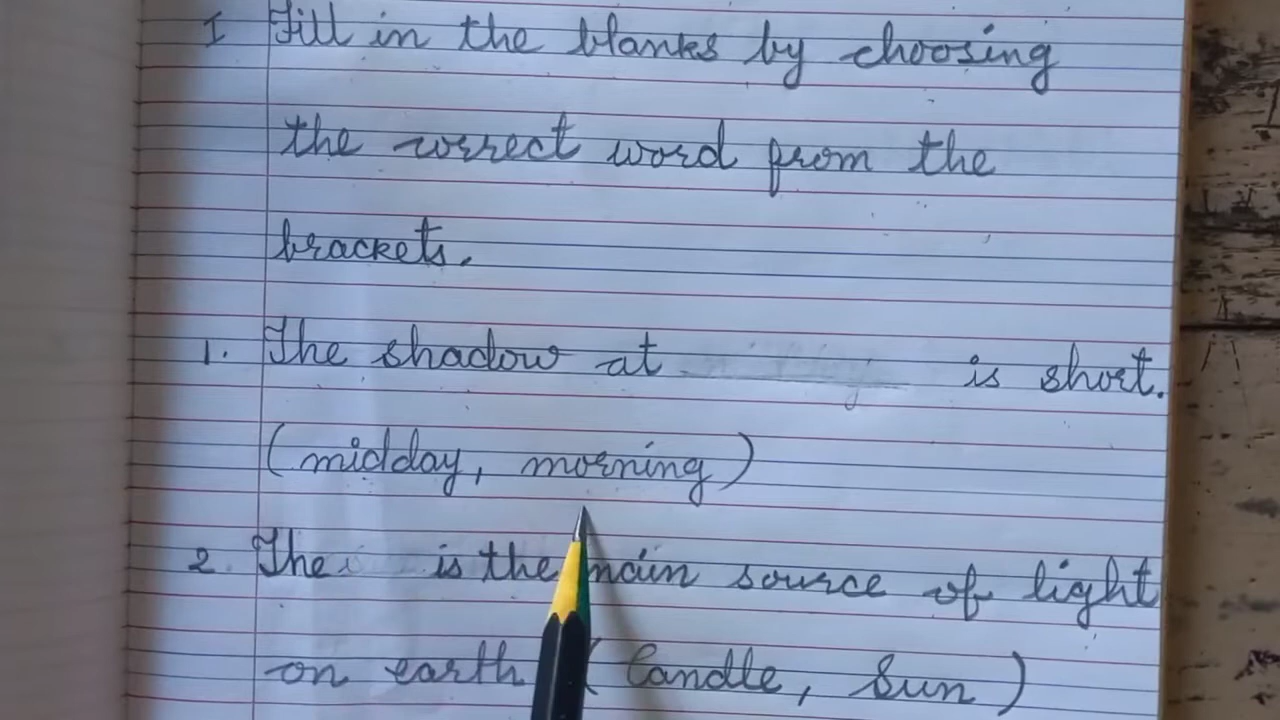 I Fill in the blanks by choosing
the correct word from the
brackets.
1. The shadow at is short.
(midday, morning)
2. The is the main source of light
on earth (Candle, Sun)